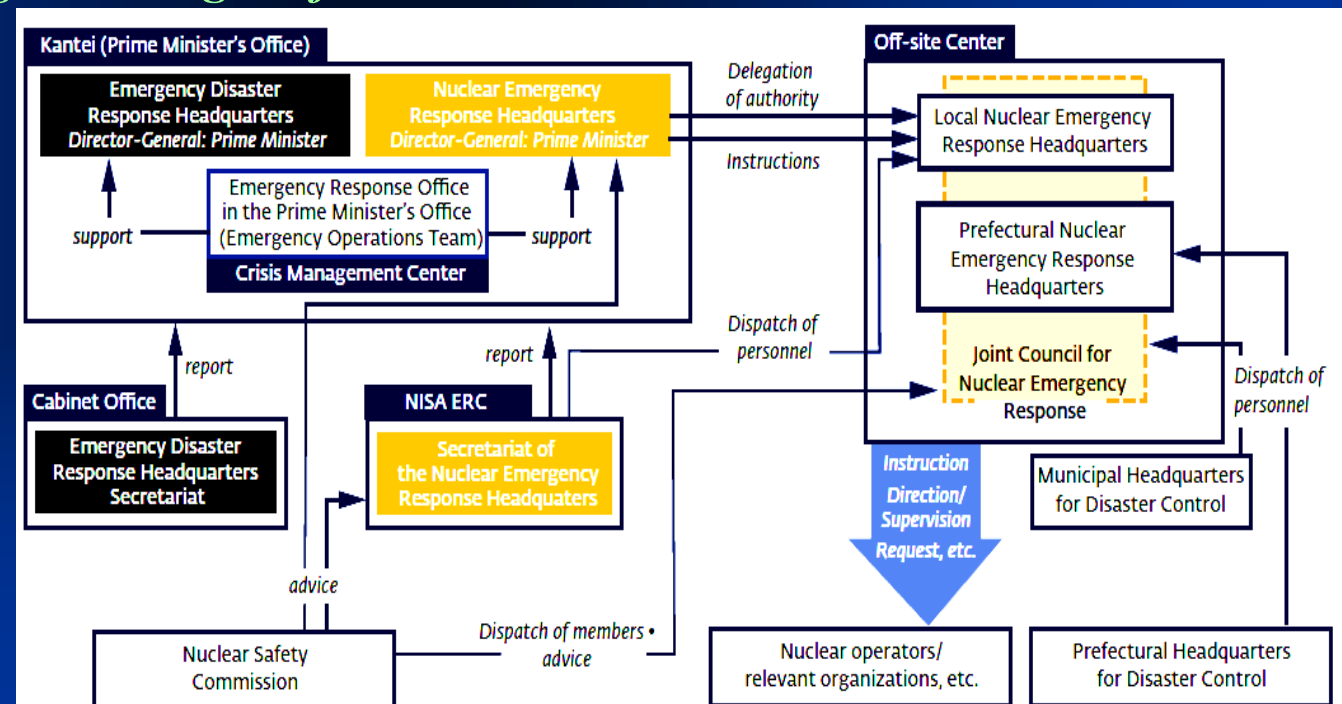 Kantei (Prime Minister's Office)
Emergency Disaster
Response Headquarters
Director-General: Prime Minister
Nuclear Emergency
Response Headquarters
Director-General: Prime Minister
Emergency Response Office
in the Prime Minister's Office
(Emergency Operations Team)
Crisis Management Center
support
support
Delegation
of authority
Instructions
Off-site Center
Local Nuclear Emergency
Response Headquarters
Prefectural Nuclear
Emergency Response
Headquarters
Joint Council for
Nuclear Emergency
Response
Dispatch of
personnel
report
report
Dispatch of
personnel
Cabinet Office
Emergency Disaster
Response Headquarters
Secretariat
NISA ERC
Secretariat of
the Nuclear Emergency
Response Headquaters
Instruction
Direction/
Supervision
Request, etc.
Municipal Headquarters
for Disaster Control
advice
Nuclear Safety
Commission
Dispatch of members •
advice
Nuclear operators/
relevant organizations, etc.
Prefectural Headquarters
for Disaster Control